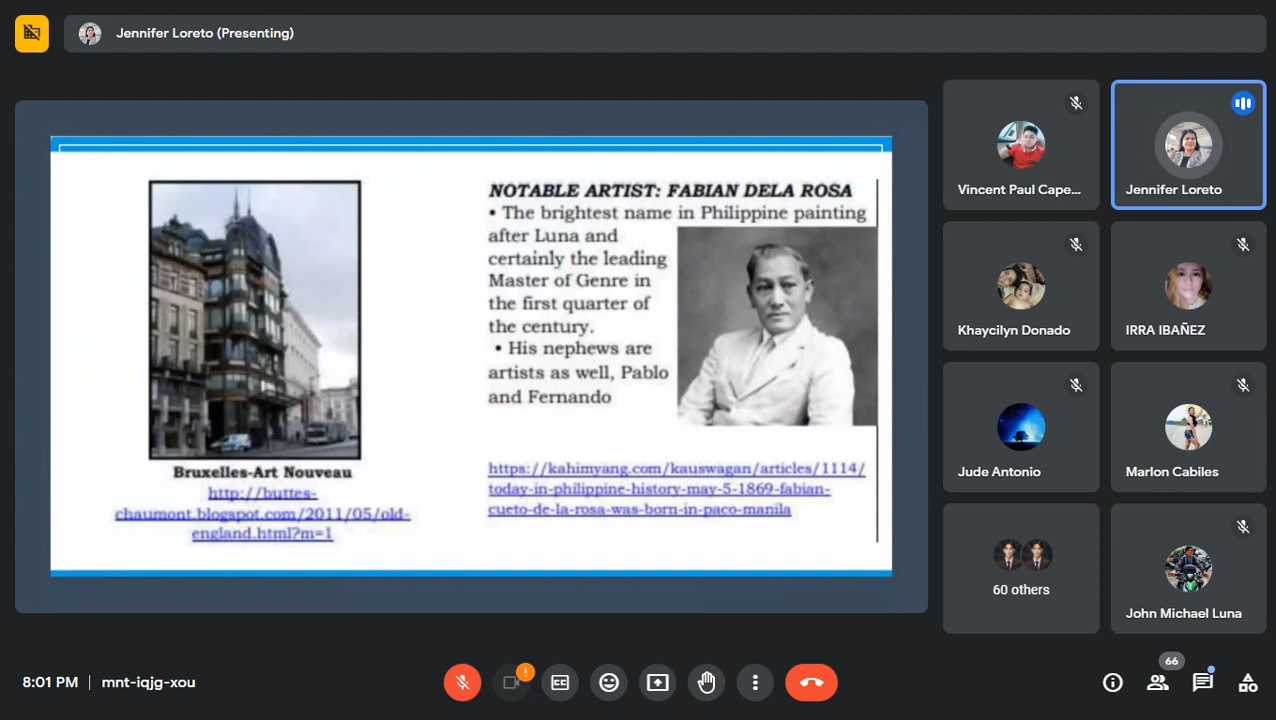 Jennifer Loreto (Presenting)
NOTABLE ARTIST: FABIAN DELA ROSA
• The brightest name in Philippine painting
after Luna and
certainly the leading
Master of Genre in
the first quarter of
the century.
• His nephews are
artists as well, Pablo
and Fernando
https://kahimyang.com/kauswagan/articles/1114/
today-in-philippine-history-may-5-1869-fabian-
cueto-de-la-rosa-was-born-in-paco-manila
Bruxelles-Art Nouveau
http://buttes-
chaumont.blogspot.com/2011/05/old-
england.html?m=1
Vincent Paul Cape...
Jennifer Loreto
Khaycilyn Donado
IRRA IBAÑEZ
Jude Antonio
Marlon Cabiles
60 others
John Michael Luna
8:01 PM | mnt-iqjg-xou
!
CC
66